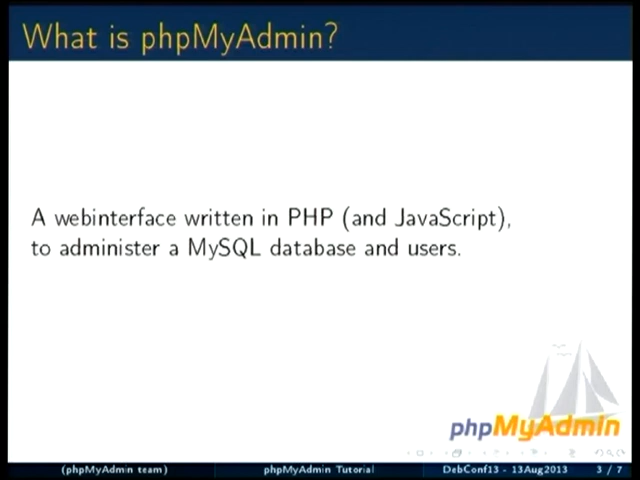 What is phpMyAdmin?
A webinterface written in PHP (and JavaScript),
to administer a MySQL database and users.
phpMyAdmin
(phpMyAdmin team) phpMyAdmin Tutorial DebConf13 - 13Aug2013 3 / 7